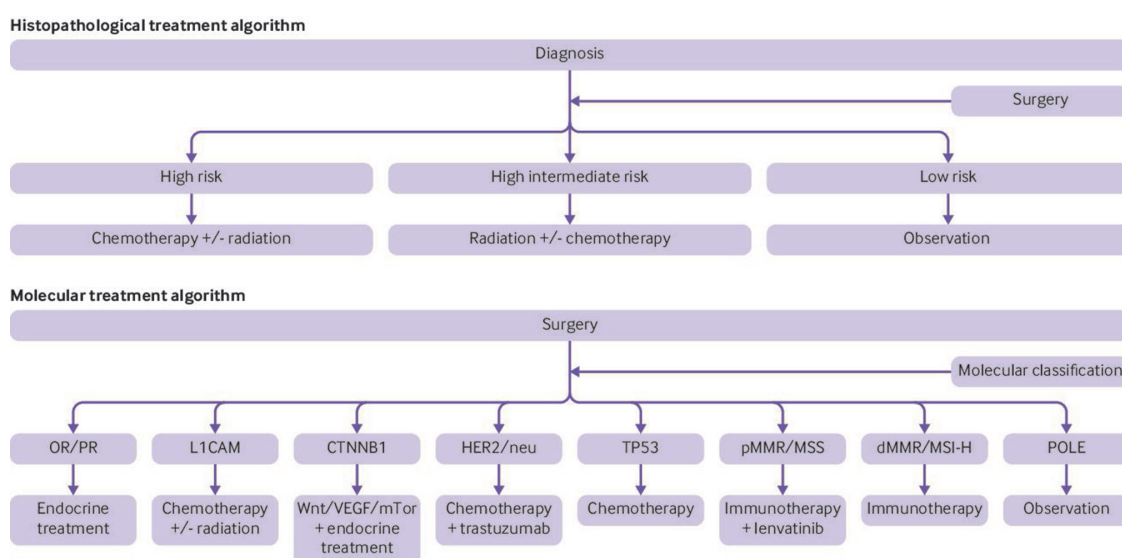 Histopathological treatment algorithm
Diagnosis
Surgery
High risk
High intermediate risk
Low risk
Chemotherapy +/- radiation
Radiation +/- chemotherapy
Observation
Molecular treatment algorithm
Surgery
Molecular classification
OR/PR
L1CAM
CTNNB1
HER2/neu
TP53
pMMR/MSS
dMMR/MSI-H
POLE
Endocrine
treatment
Chemotherapy
+/- radiation
Wnt/VEGF/mTor
+ endocrine
treatment
Chemotherapy
+ trastuzumab
Chemotherapy
Immunotherapy
+ lenvatinib
Immunotherapy
Observation